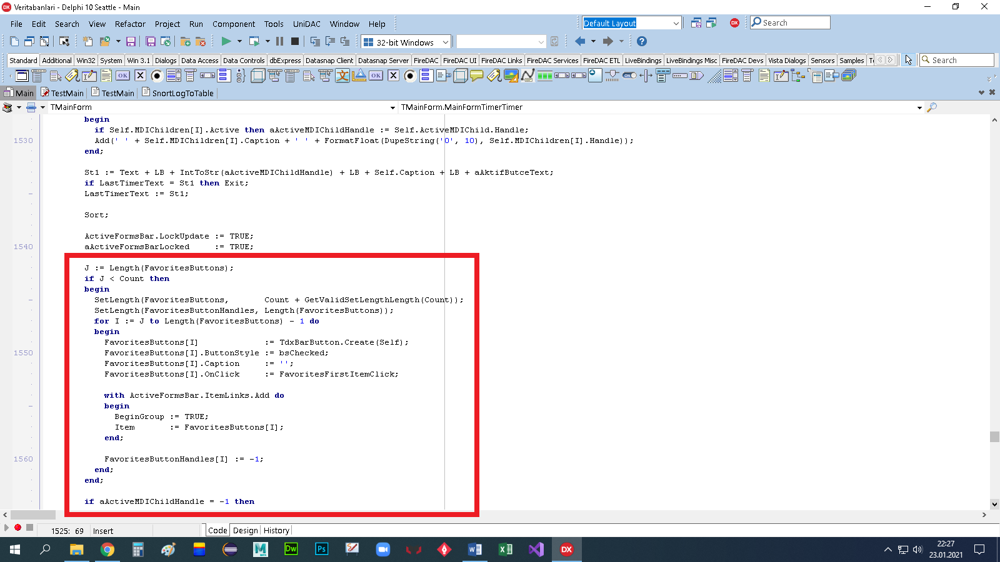 Veritabanlari - Delphi 10 Seattle - Main
File Edit Search View Refactor Project Run Component Tools UniDAC Window Help
Default Layout
Search
32-bit Windows
Standard Additional Win32 System Win 3.1 Dialogs Data Access Data Controls dbExpress Datasnap Client Datasnap Server FireDAC FireDAC UI FireDAC Links FireDAC Services FireDAC ETL LiveBindings LiveBindings Misc FireDAC Devs Vista Dialogs Sensors Samples
Search
Main TestMain TestMain SnortLogToTable
TMainForm TMainForm.MainFormTimerTimer
begin
if Self.MDIChildren[I].Active then aActiveMDIChildHandle := Self.ActiveMDIChild.Handle;
1530 Add(' ' + Self.MDIChildren[I].Caption + ' ' + FormatFloat(DupeString('0', 10), Self.MDIChildren[I].Handle));
end;
St1 := Text + LB + IntToStr(aActiveMDIChildHandle) + LB + Self.Caption + LB + aAktifButceText;
if LastTimerText = St1 then Exit;
LastTimerText := St1;
Sort;
ActiveFormsBar.LockUpdate := TRUE;
1540 aActiveFormsBarLocked := TRUE;
J := Length(FavoritesButtons);
if J < Count then
begin
SetLength(FavoritesButtons, Count + GetValidSetLengthLength(Count));
SetLength(FavoritesButtonHandles, Length(FavoritesButtons));
for I := J to Length(FavoritesButtons) - 1 do
begin
FavoritesButtons[I] := TdxBarButton.Create(Self);
1550 FavoritesButtons[I].ButtonStyle := bsChecked;
FavoritesButtons[I].Caption := '';
FavoritesButtons[I].OnClick := FavoritesFirstItemClick;
with ActiveFormsBar.ItemLinks.Add do
begin
BeginGroup := TRUE;
Item := FavoritesButtons[I];
end;
1560 FavoritesButtonHandles[I] := -1;
end;
end;
if aActiveMDIChildHandle = -1 then
1525: 69 Insert Code Design History
22:27
23.01.2021